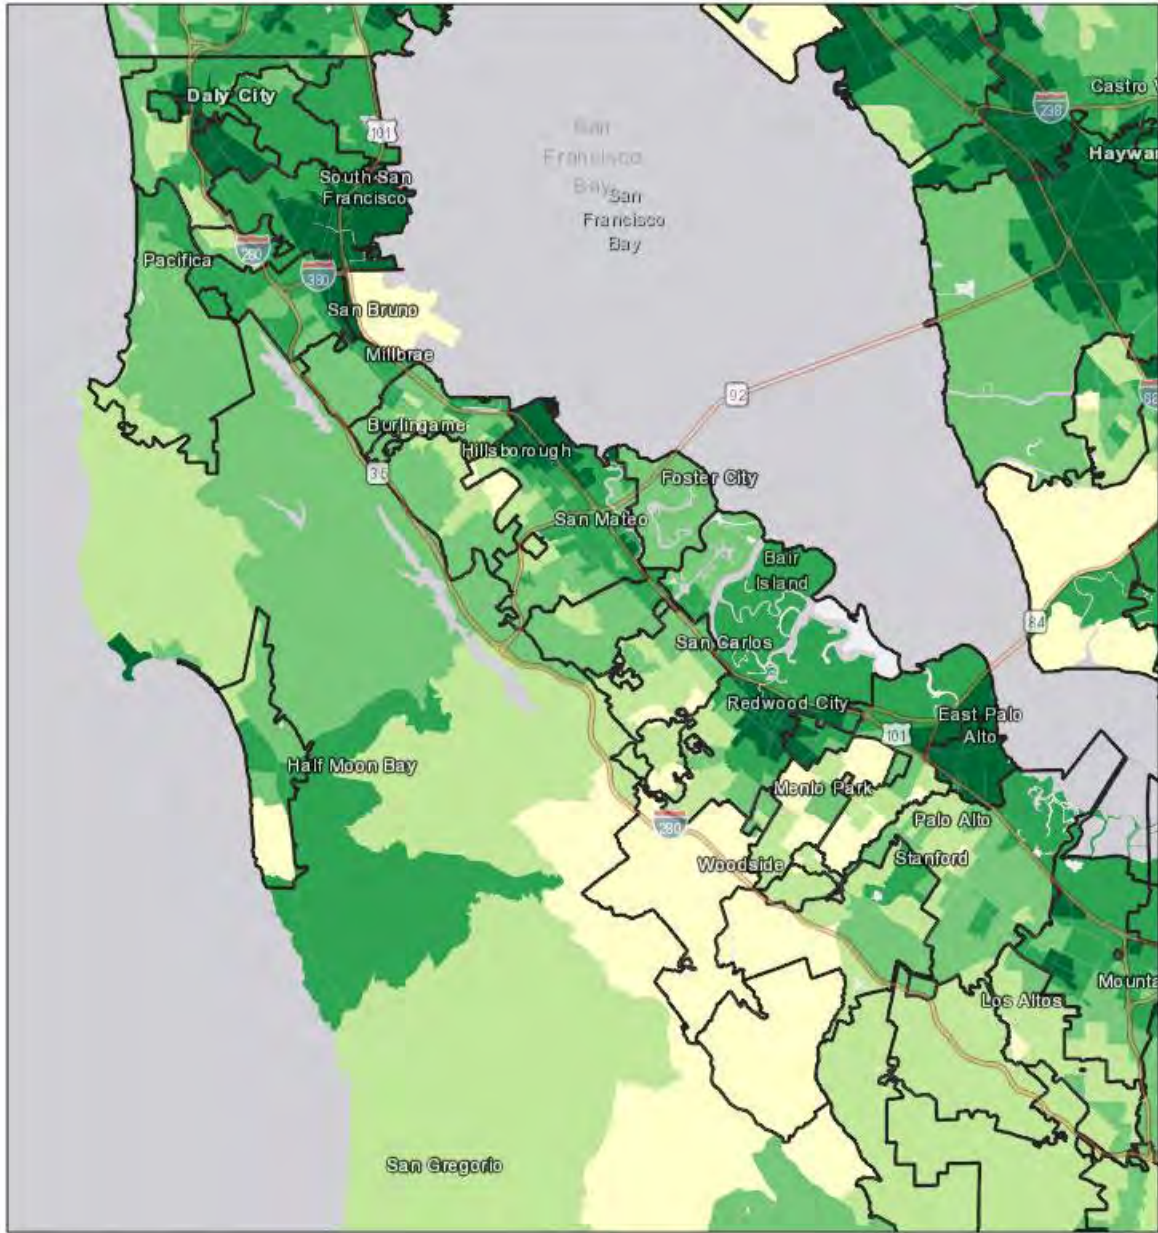 Castro V
Daly City
238
101
Haywar
San
Francisco
Bay
South San
Francisco
San
Francisco
Bay
Pacifica
280
380
San Bruno
Millbrae
92
68
Burlingame
Hillsborough
35
Foster City
San Mateo
Bair
Island
84
San Carlos
Redwood City
East Palo
Alto
101
Half Moon Bay
Menlo Park
280
Palo Alto
Woodside
Stanford
Mounta
Los Altos
San Gregorio